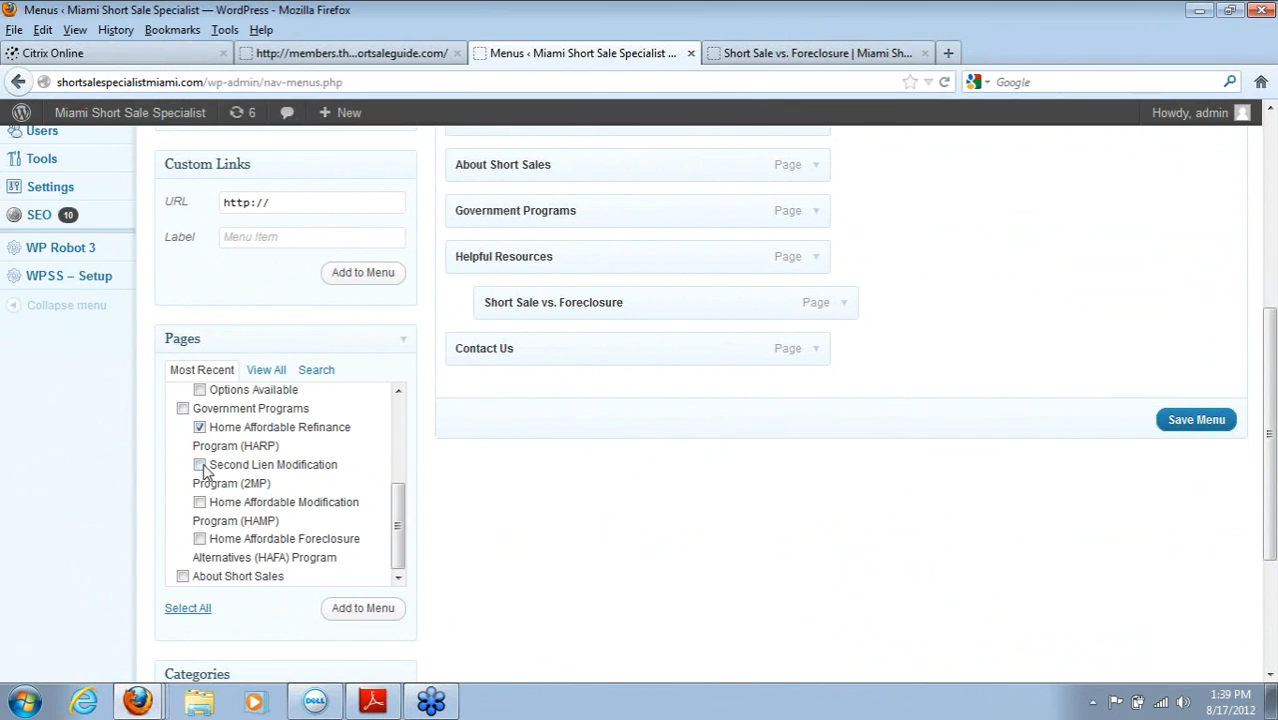 Menus ‹ Miami Short Sale Specialist — WordPress - Mozilla Firefox
File Edit View History Bookmarks Tools Help
Citrix Online
http://members.th...ortsaleguide.com/
Menus ‹ Miami Short Sale Specialist ...
Short Sale vs. Foreclosure | Miami Sh...
shortsalespecialistmiami.com/wp-admin/nav-menus.php
Google
Miami Short Sale Specialist 6 New Howdy, admin
Users
Tools
Settings
SEO 10
WP Robot 3
WPSS – Setup
Collapse menu
Custom Links
URL http://
Label Menu Item
Add to Menu
Pages
Most Recent View All Search
Options Available
Government Programs
Home Affordable Refinance
Program (HARP)
Second Lien Modification
Program (2MP)
Home Affordable Modification
Program (HAMP)
Home Affordable Foreclosure
Alternatives (HAFA) Program
About Short Sales
Select All Add to Menu
Categories
About Short Sales Page
Government Programs Page
Helpful Resources Page
Short Sale vs. Foreclosure Page
Contact Us Page
Save Menu
DELL
1:39 PM
8/17/2012